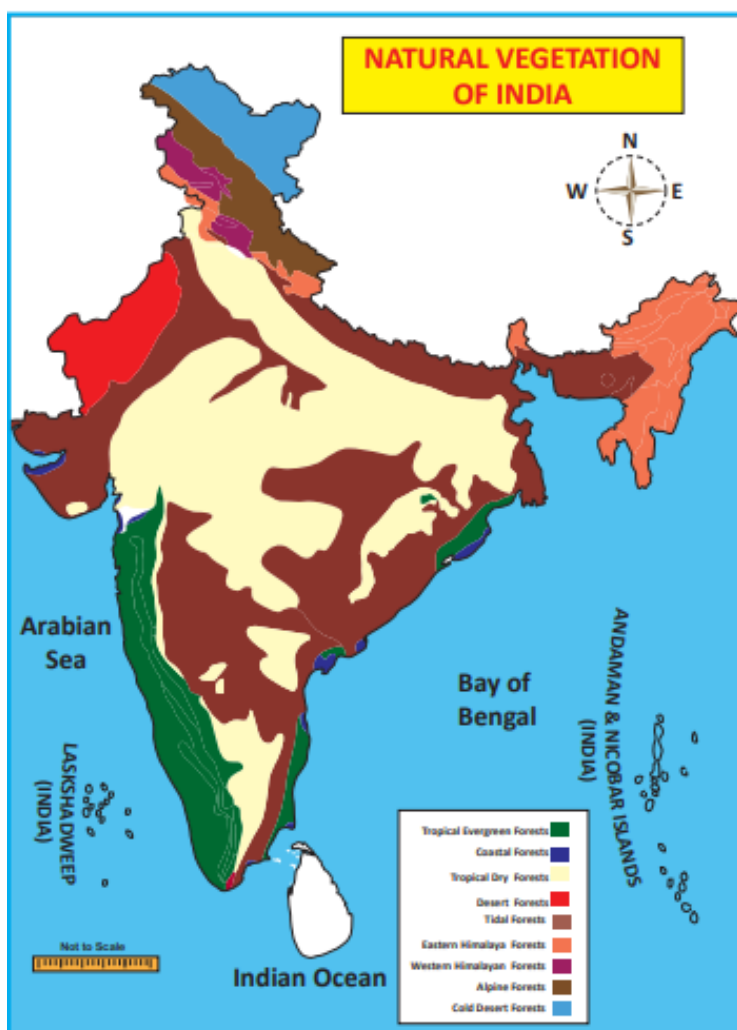 NATURAL VEGETATION
OF INDIA
N
W
E
S
Arabian
Sea
Bay of
Bengal
LASKSHADWEEP
(INDIA)
ANDAMAN & NICOBAR ISLANDS
(INDIA)
Tropical Evergreen Forests
Coastal Forests
Tropical Dry Forests
Desert Forests
Tidal Forests
Eastern Himalaya Forests
Western Himalayan Forests
Alpine Forests
Cold Desert Forests
Not to Scale
Indian Ocean